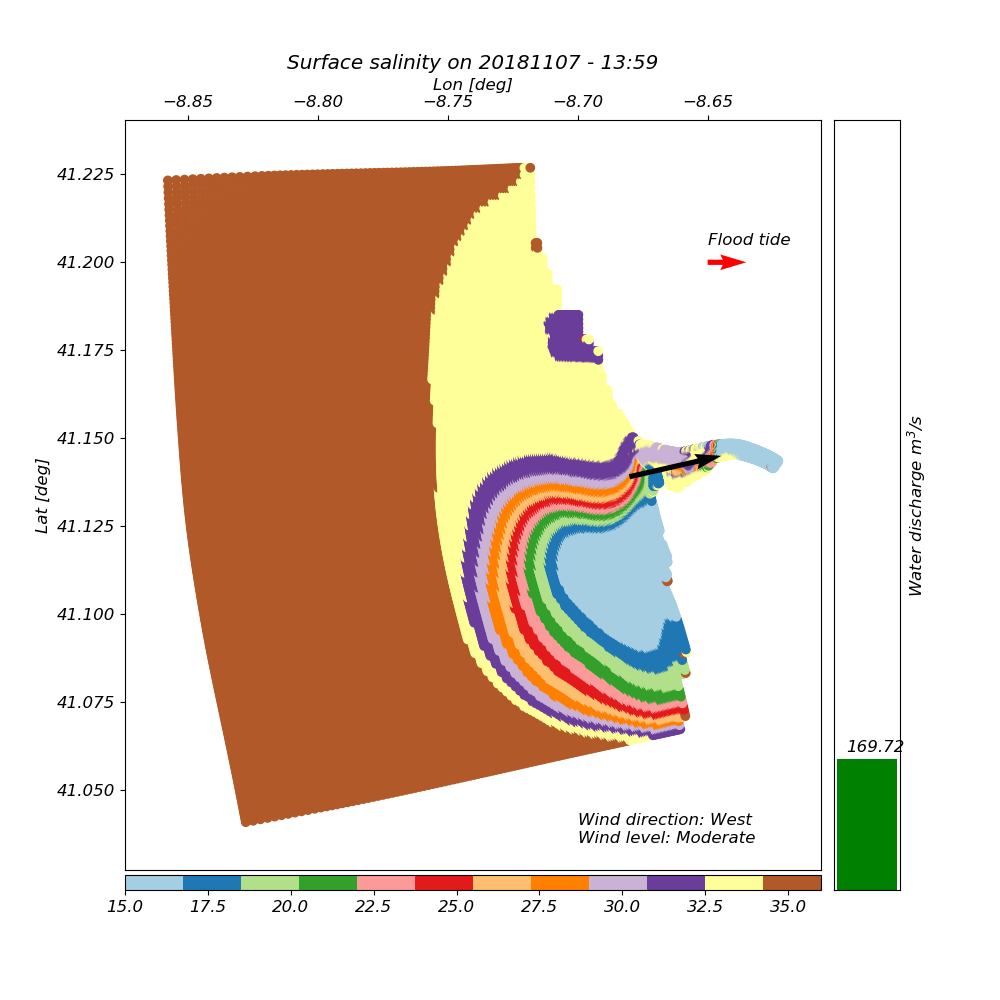 Surface salinity on 20181107 - 13:59
Lon [deg]
−8.85 −8.80 −8.75 −8.70 −8.65
41.225
41.200
41.175
41.150
41.125
41.100
41.075
41.050
Lat [deg]
Flood tide
Wind direction: West
Wind level: Moderate
169.72
Water discharge m³/s
15.0 17.5 20.0 22.5 25.0 27.5 30.0 32.5 35.0